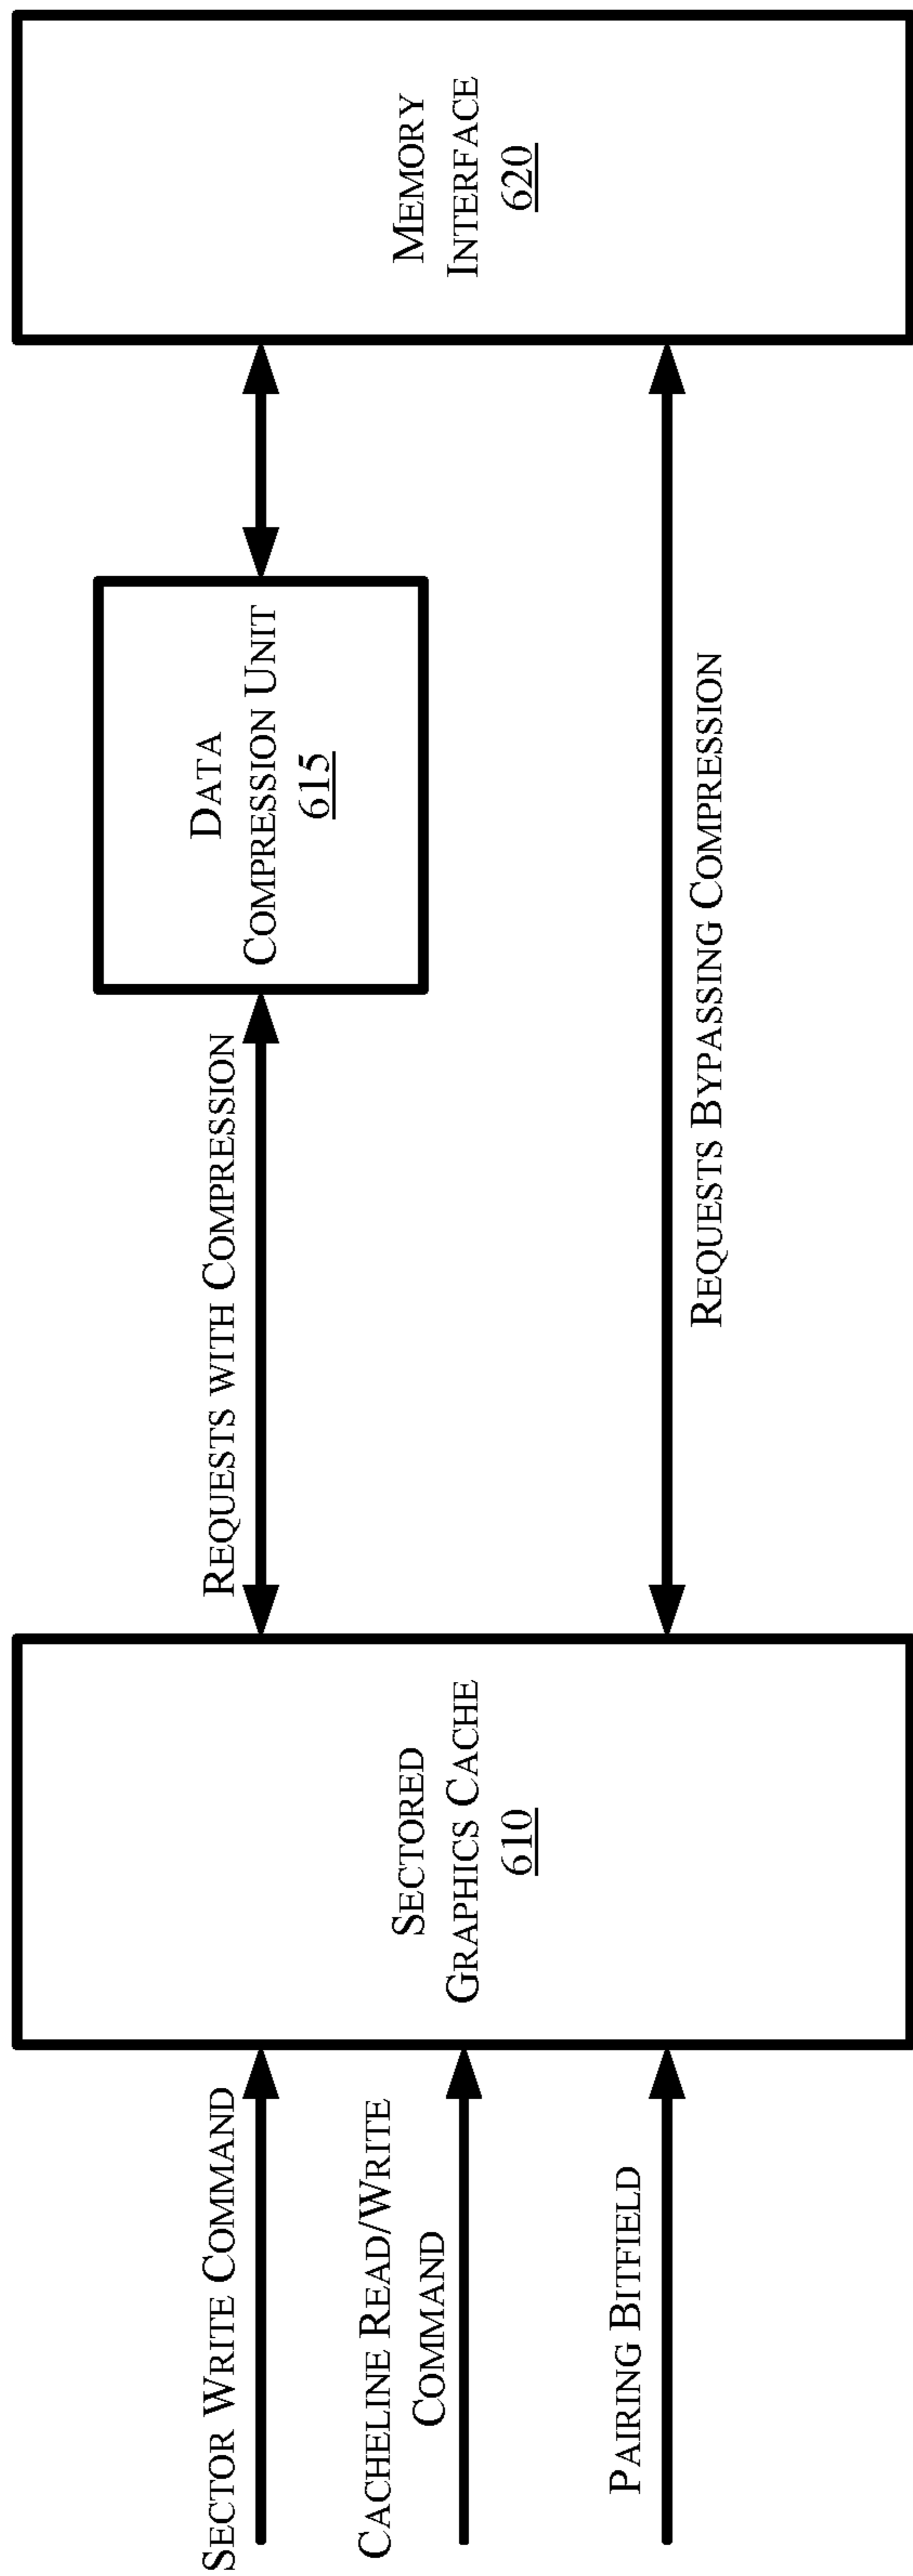 SECTOR WRITE COMMAND
CACHELINE READ/WRITE
COMMAND
PAIRING BITFIELD
SECTORED
GRAPHICS CACHE
610
REQUESTS WITH COMPRESSION
REQUESTS BYPASSING COMPRESSION
DATA
COMPRESSION UNIT
615
MEMORY
INTERFACE
620